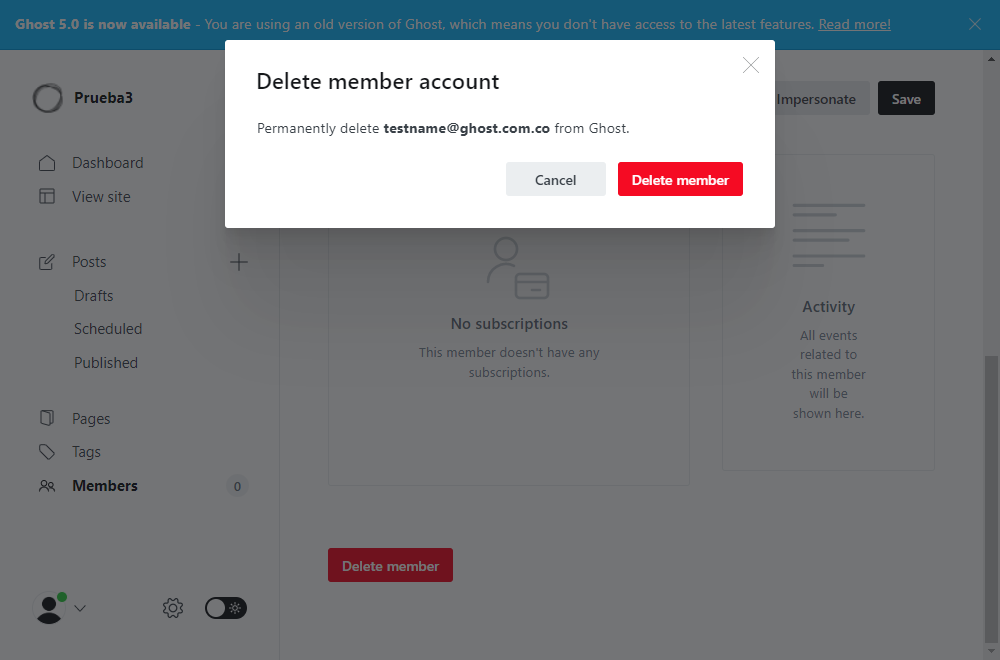 Ghost 5.0 is now available - You are using an old version of Ghost, which means you don't have access to the latest features. Read more!
Delete member account
Permanently delete testname@ghost.com.co from Ghost.
Cancel
Delete member
Prueba3
Impersonate
Save
Dashboard
View site
Posts
Drafts
Scheduled
Published
Pages
Tags
Members
0
No subscriptions
This member doesn't have any
subscriptions.
Activity
All events
related to
this member
will be
shown here.
Delete member